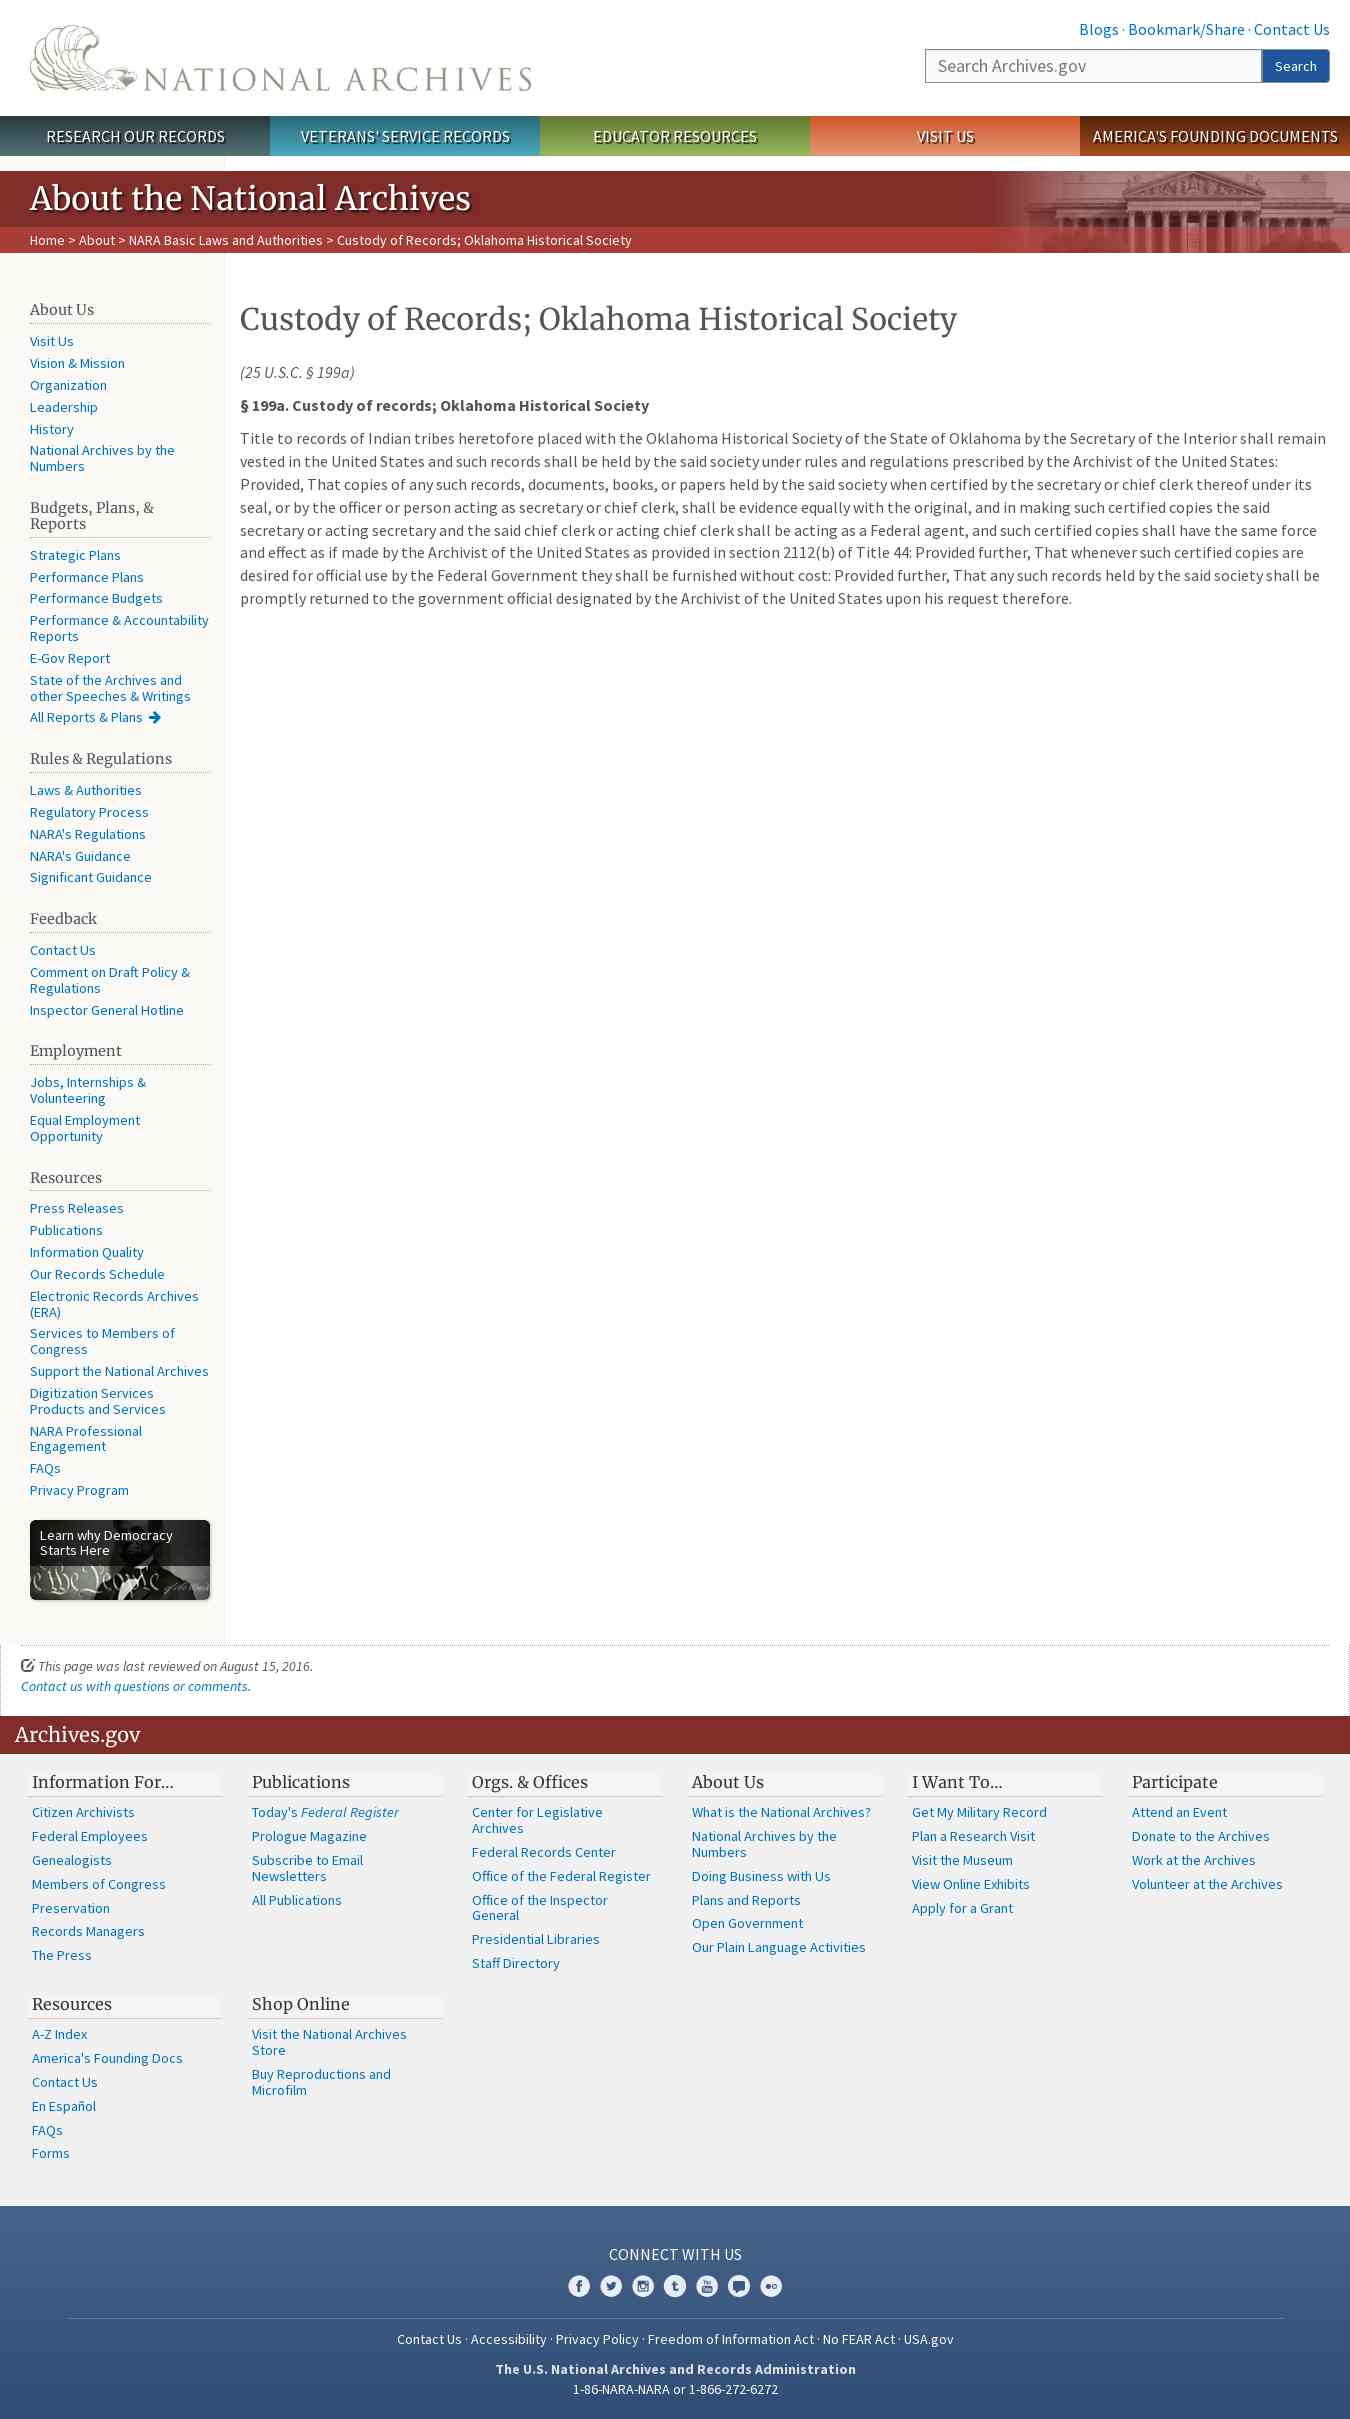 Blogs · Bookmark/Share · Contact Us
NATIONAL ARCHIVES
Search Archives.gov
Search
RESEARCH OUR RECORDS
VETERANS' SERVICE RECORDS
EDUCATOR RESOURCES
VISIT US
AMERICA'S FOUNDING DOCUMENTS
About the National Archives
Home > About > NARA Basic Laws and Authorities > Custody of Records; Oklahoma Historical Society
About Us
Visit Us
Vision & Mission
Organization
Leadership
History
National Archives by the
Numbers
Budgets, Plans, &
Reports
Strategic Plans
Performance Plans
Performance Budgets
Performance & Accountability
Reports
E-Gov Report
State of the Archives and
other Speeches & Writings
All Reports & Plans
Rules & Regulations
Laws & Authorities
Regulatory Process
NARA's Regulations
NARA's Guidance
Significant Guidance
Feedback
Contact Us
Comment on Draft Policy &
Regulations
Inspector General Hotline
Employment
Jobs, Internships &
Volunteering
Equal Employment
Opportunity
Resources
Press Releases
Publications
Information Quality
Our Records Schedule
Electronic Records Archives
(ERA)
Services to Members of
Congress
Support the National Archives
Digitization Services
Products and Services
NARA Professional
Engagement
FAQs
Privacy Program
Learn why Democracy
Starts Here
We the People
Custody of Records; Oklahoma Historical Society
(25 U.S.C. § 199a)
§ 199a. Custody of records; Oklahoma Historical Society
Title to records of Indian tribes heretofore placed with the Oklahoma Historical Society of the State of Oklahoma by the Secretary of the Interior shall remain
vested in the United States and such records shall be held by the said society under rules and regulations prescribed by the Archivist of the United States:
Provided, That copies of any such records, documents, books, or papers held by the said society when certified by the secretary or chief clerk thereof under its
seal, or by the officer or person acting as secretary or chief clerk, shall be evidence equally with the original, and in making such certified copies the said
secretary or acting secretary and the said chief clerk or acting chief clerk shall be acting as a Federal agent, and such certified copies shall have the same force
and effect as if made by the Archivist of the United States as provided in section 2112(b) of Title 44: Provided further, That whenever such certified copies are
desired for official use by the Federal Government they shall be furnished without cost: Provided further, That any such records held by the said society shall be
promptly returned to the government official designated by the Archivist of the United States upon his request therefore.
This page was last reviewed on August 15, 2016.
Contact us with questions or comments.
Archives.gov
Information For…
Citizen Archivists
Federal Employees
Genealogists
Members of Congress
Preservation
Records Managers
The Press
Publications
Today's Federal Register
Prologue Magazine
Subscribe to Email
Newsletters
All Publications
Orgs. & Offices
Center for Legislative
Archives
Federal Records Center
Office of the Federal Register
Office of the Inspector
General
Presidential Libraries
Staff Directory
About Us
What is the National Archives?
National Archives by the
Numbers
Doing Business with Us
Plans and Reports
Open Government
Our Plain Language Activities
I Want To…
Get My Military Record
Plan a Research Visit
Visit the Museum
View Online Exhibits
Apply for a Grant
Participate
Attend an Event
Donate to the Archives
Work at the Archives
Volunteer at the Archives
Resources
A-Z Index
America's Founding Docs
Contact Us
En Español
FAQs
Forms
Shop Online
Visit the National Archives
Store
Buy Reproductions and
Microfilm
CONNECT WITH US
Contact Us · Accessibility · Privacy Policy · Freedom of Information Act · No FEAR Act · USA.gov
The U.S. National Archives and Records Administration
1-86-NARA-NARA or 1-866-272-6272